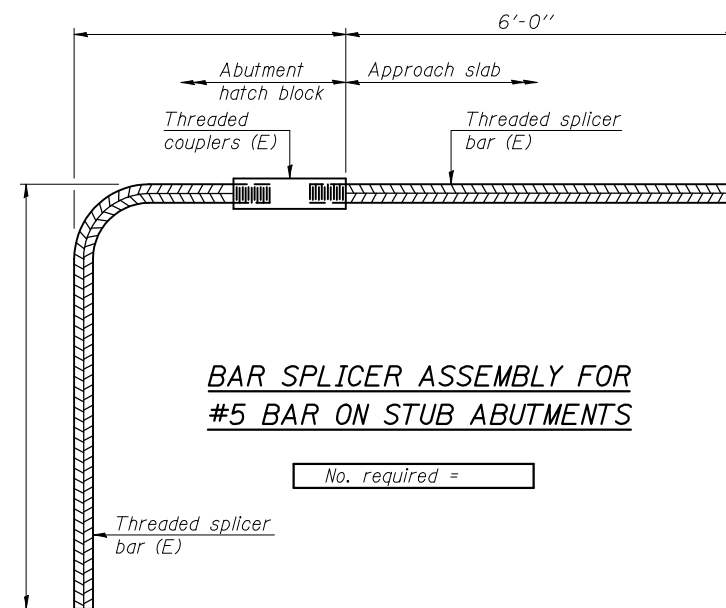 6'-0"
Abutment
hatch block
Approach slab
Threaded
couplers (E)
Threaded splicer
bar (E)
BAR SPLICER ASSEMBLY FOR
#5 BAR ON STUB ABUTMENTS
No. required =
Threaded splicer
bar (E)